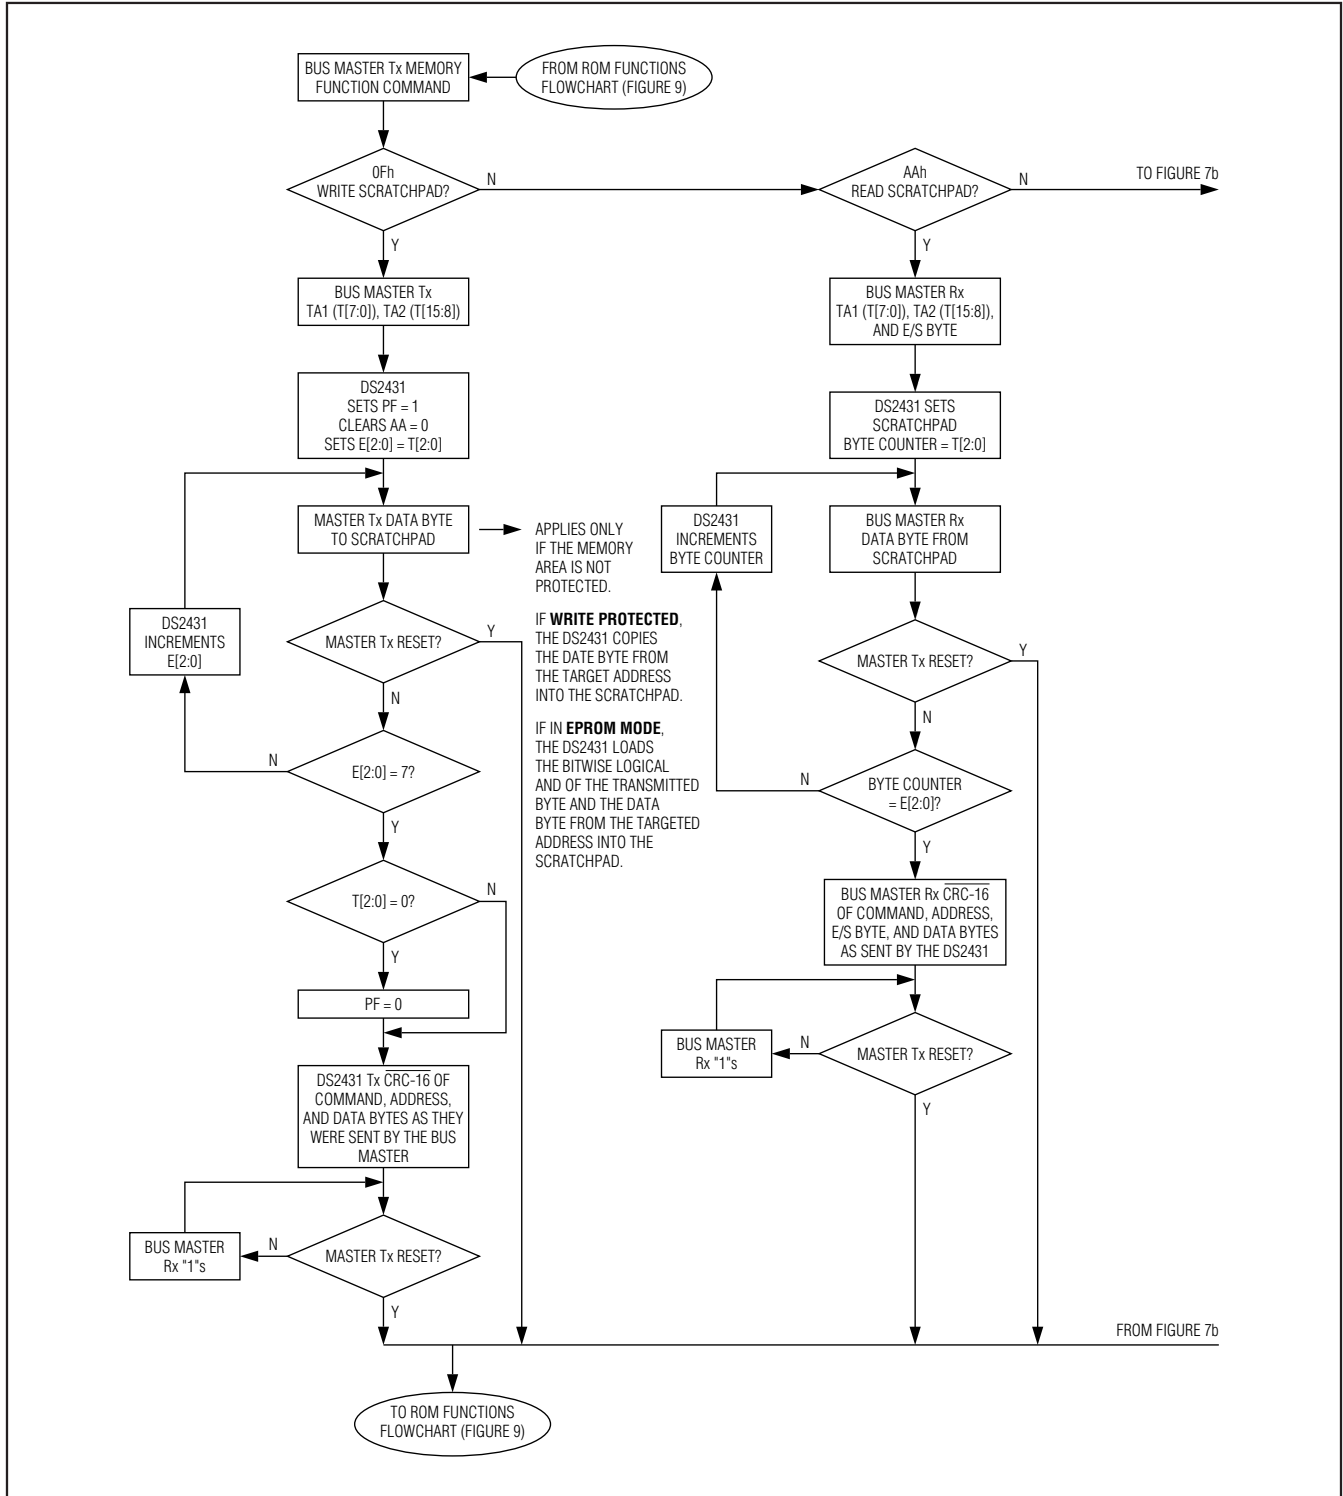 BUS MASTER Tx MEMORY
FUNCTION COMMAND
FROM ROM FUNCTIONS
FLOWCHART (FIGURE 9)
0Fh
WRITE SCRATCHPAD?
N
Y
AAh
READ SCRATCHPAD?
N
Y
TO FIGURE 7b
BUS MASTER Tx
TA1 (T[7:0]), TA2 (T[15:8])
DS2431
SETS PF = 1
CLEARS AA = 0
SETS E[2:0] = T[2:0]
MASTER Tx DATA BYTE
TO SCRATCHPAD
APPLIES ONLY
IF THE MEMORY
AREA IS NOT
PROTECTED.
IF WRITE PROTECTED,
THE DS2431 COPIES
THE DATE BYTE FROM
THE TARGET ADDRESS
INTO THE SCRATCHPAD.
IF IN EPROM MODE,
THE DS2431 LOADS
THE BITWISE LOGICAL
AND OF THE TRANSMITTED
BYTE AND THE DATA
BYTE FROM THE TARGETED
ADDRESS INTO THE
SCRATCHPAD.
DS2431
INCREMENTS
E[2:0]
MASTER Tx RESET?
Y
N
E[2:0] = 7?
N
Y
T[2:0] = 0?
N
Y
PF = 0
DS2431 Tx CRC-16 OF
COMMAND, ADDRESS,
AND DATA BYTES AS THEY
WERE SENT BY THE BUS
MASTER
BUS MASTER
Rx "1"s
N
MASTER Tx RESET?
Y
BUS MASTER Rx
TA1 (T[7:0]), TA2 (T[15:8]),
AND E/S BYTE
DS2431 SETS
SCRATCHPAD
BYTE COUNTER = T[2:0]
DS2431
INCREMENTS
BYTE COUNTER
BUS MASTER Rx
DATA BYTE FROM
SCRATCHPAD
MASTER Tx RESET?
Y
N
BYTE COUNTER
= E[2:0]?
N
Y
BUS MASTER Rx CRC-16
OF COMMAND, ADDRESS,
E/S BYTE, AND DATA BYTES
AS SENT BY THE DS2431
BUS MASTER
Rx "1"s
N
MASTER Tx RESET?
Y
FROM FIGURE 7b
TO ROM FUNCTIONS
FLOWCHART (FIGURE 9)